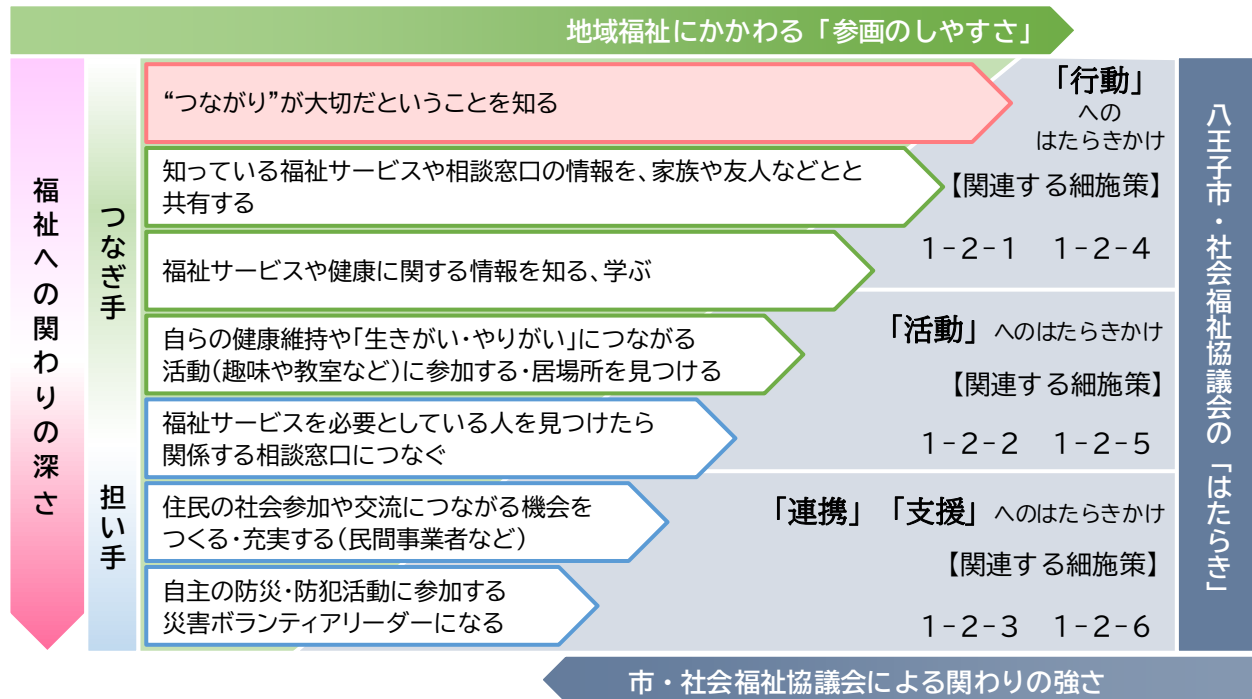 地域福祉にかかわる「参画のしやすさ」
福祉への関わりの深さ
つなぎ手
担い手
“つながり”が大切だということを知る
知っている福祉サービスや相談窓口の情報を、家族や友人などとと
共有する
福祉サービスや健康に関する情報を知る、学ぶ
自らの健康維持や「生きがい・やりがい」につながる
活動(趣味や教室など)に参加する・居場所を見つける
福祉サービスを必要としている人を見つけたら
関係する相談窓口につなぐ
住民の社会参加や交流につながる機会を
つくる・充実する(民間事業者など)
自主の防災・防犯活動に参加する
災害ボランティアリーダーになる
「行動」
への
はたらきかけ
【関連する細施策】
1-2-1 1-2-4
「活動」へのはたらきかけ
【関連する細施策】
1-2-2 1-2-5
「連携」「支援」へのはたらきかけ
【関連する細施策】
1-2-3 1-2-6
八王子市・社会福祉協議会の「はたらき」
市・社会福祉協議会による関わりの強さ